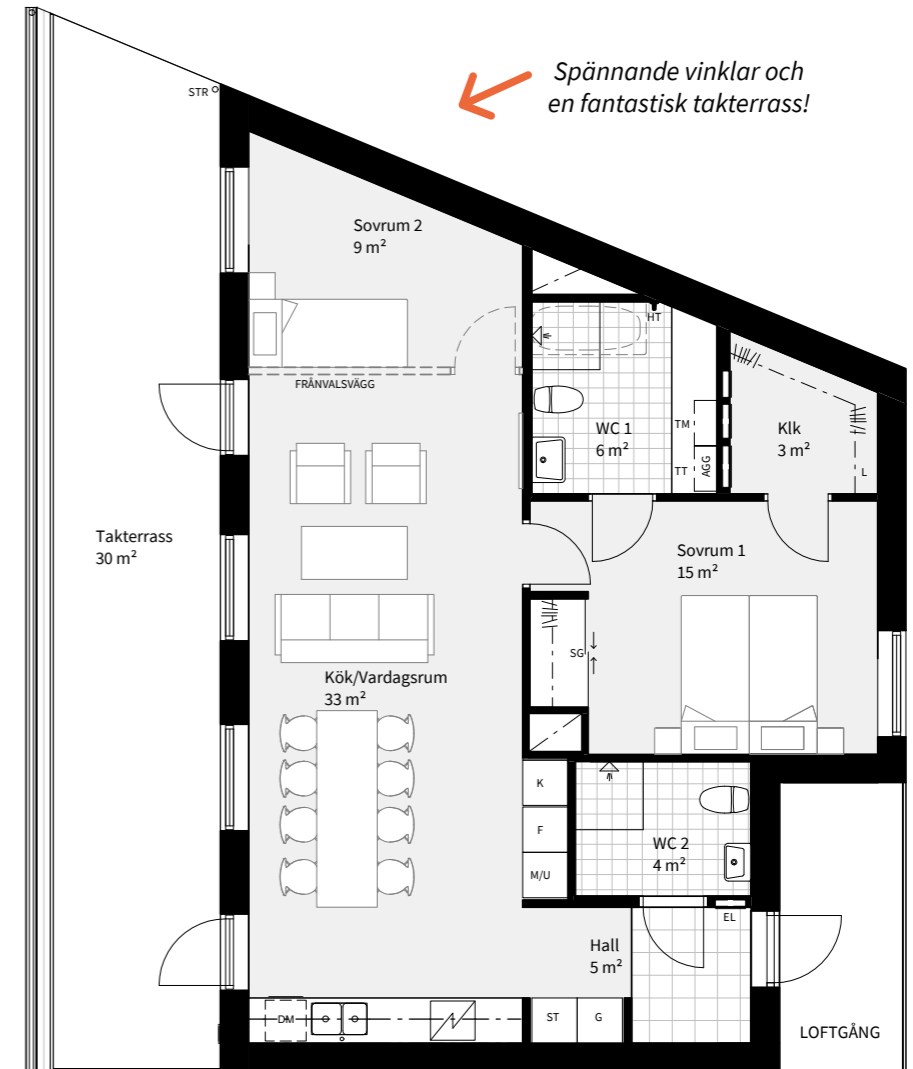 Spännande vinklar och
en fantastisk takterrass!
STR
Sovrum 2
9 m²
FRÅNVALSVÄGG
HT
WC 1
6 m²
TM
TT
AGG
Klk
3 m²
L
Takterrass
30 m²
Sovrum 1
15 m²
SG
Kök/Vardagsrum
33 m²
K
F
M/U
WC 2
4 m²
EL
Hall
5 m²
DM
ST
G
LOFTGÅNG